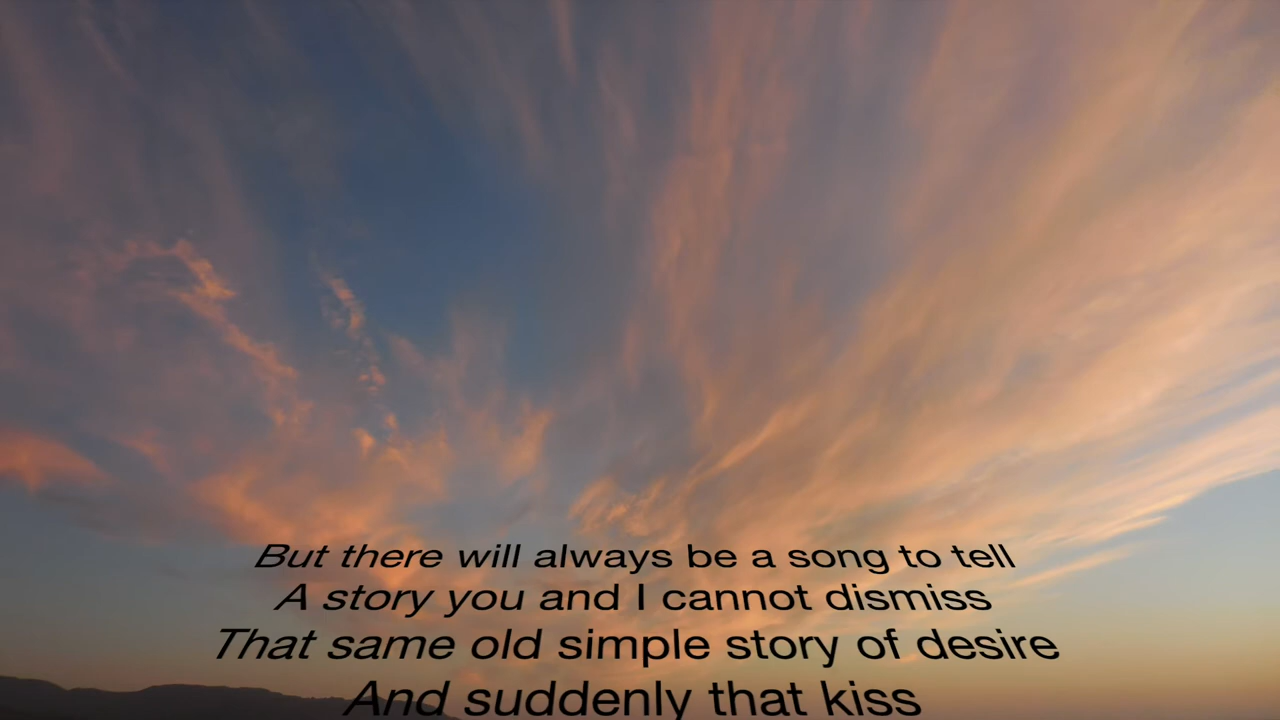 But there will always be a song to tell
A story you and I cannot dismiss
That same old simple story of desire
And suddenly that kiss